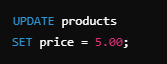 UPDATE products
SET price = 5.00;